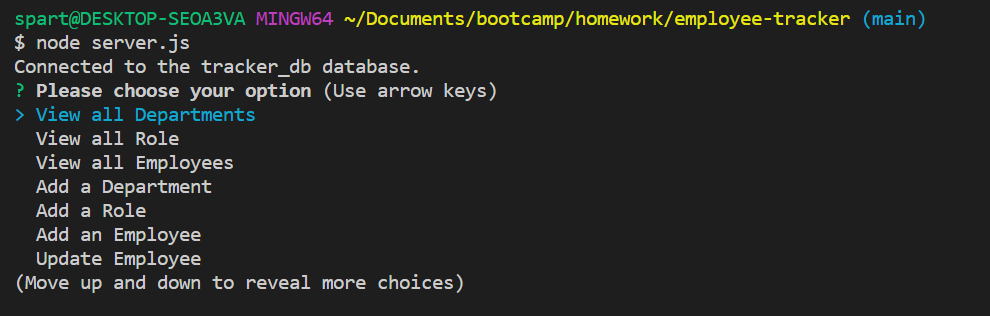 spart@DESKTOP-SEOA3VA MINGW64 ~/Documents/bootcamp/homework/employee-tracker (main)
$ node server.js
Connected to the tracker_db database.
? Please choose your option (Use arrow keys)
> View all Departments
View all Role
View all Employees
Add a Department
Add a Role
Add an Employee
Update Employee
(Move up and down to reveal more choices)